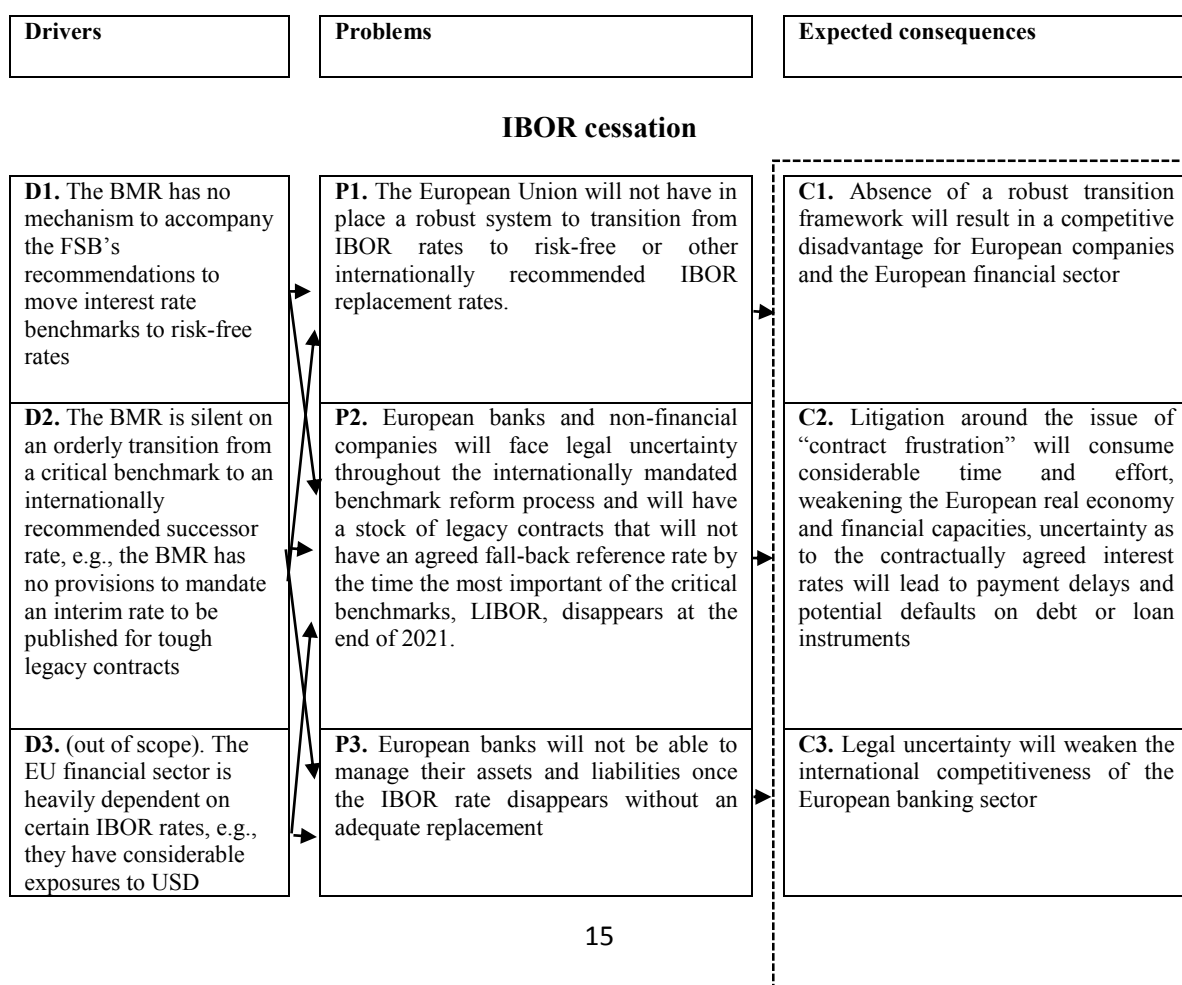 Drivers
Problems
Expected consequences
IBOR cessation
D1. The BMR has no
mechanism to accompany
the FSB’s
recommendations to
move interest rate
benchmarks to risk-free
rates
P1. The European Union will not have in
place a robust system to transition from
IBOR rates to risk-free or other
internationally recommended IBOR
replacement rates.
C1. Absence of a robust transition
framework will result in a competitive
disadvantage for European companies
and the European financial sector
D2. The BMR is silent on
an orderly transition from
a critical benchmark to an
internationally
recommended successor
rate, e.g., the BMR has
no provisions to mandate
an interim rate to be
published for tough
legacy contracts
P2. European banks and non-financial
companies will face legal uncertainty
throughout the internationally mandated
benchmark reform process and will have
a stock of legacy contracts that will not
have an agreed fall-back reference rate by
the time the most important of the critical
benchmarks, LIBOR, disappears at the
end of 2021.
C2. Litigation around the issue of
“contract frustration” will consume
considerable time and effort,
weakening the European real economy
and financial capacities, uncertainty as
to the contractually agreed interest
rates will lead to payment delays and
potential defaults on debt or loan
instruments
D3. (out of scope). The
EU financial sector is
heavily dependent on
certain IBOR rates, e.g.,
they have considerable
exposures to USD
P3. European banks will not be able to
manage their assets and liabilities once
the IBOR rate disappears without an
adequate replacement
C3. Legal uncertainty will weaken the
international competitiveness of the
European banking sector
15